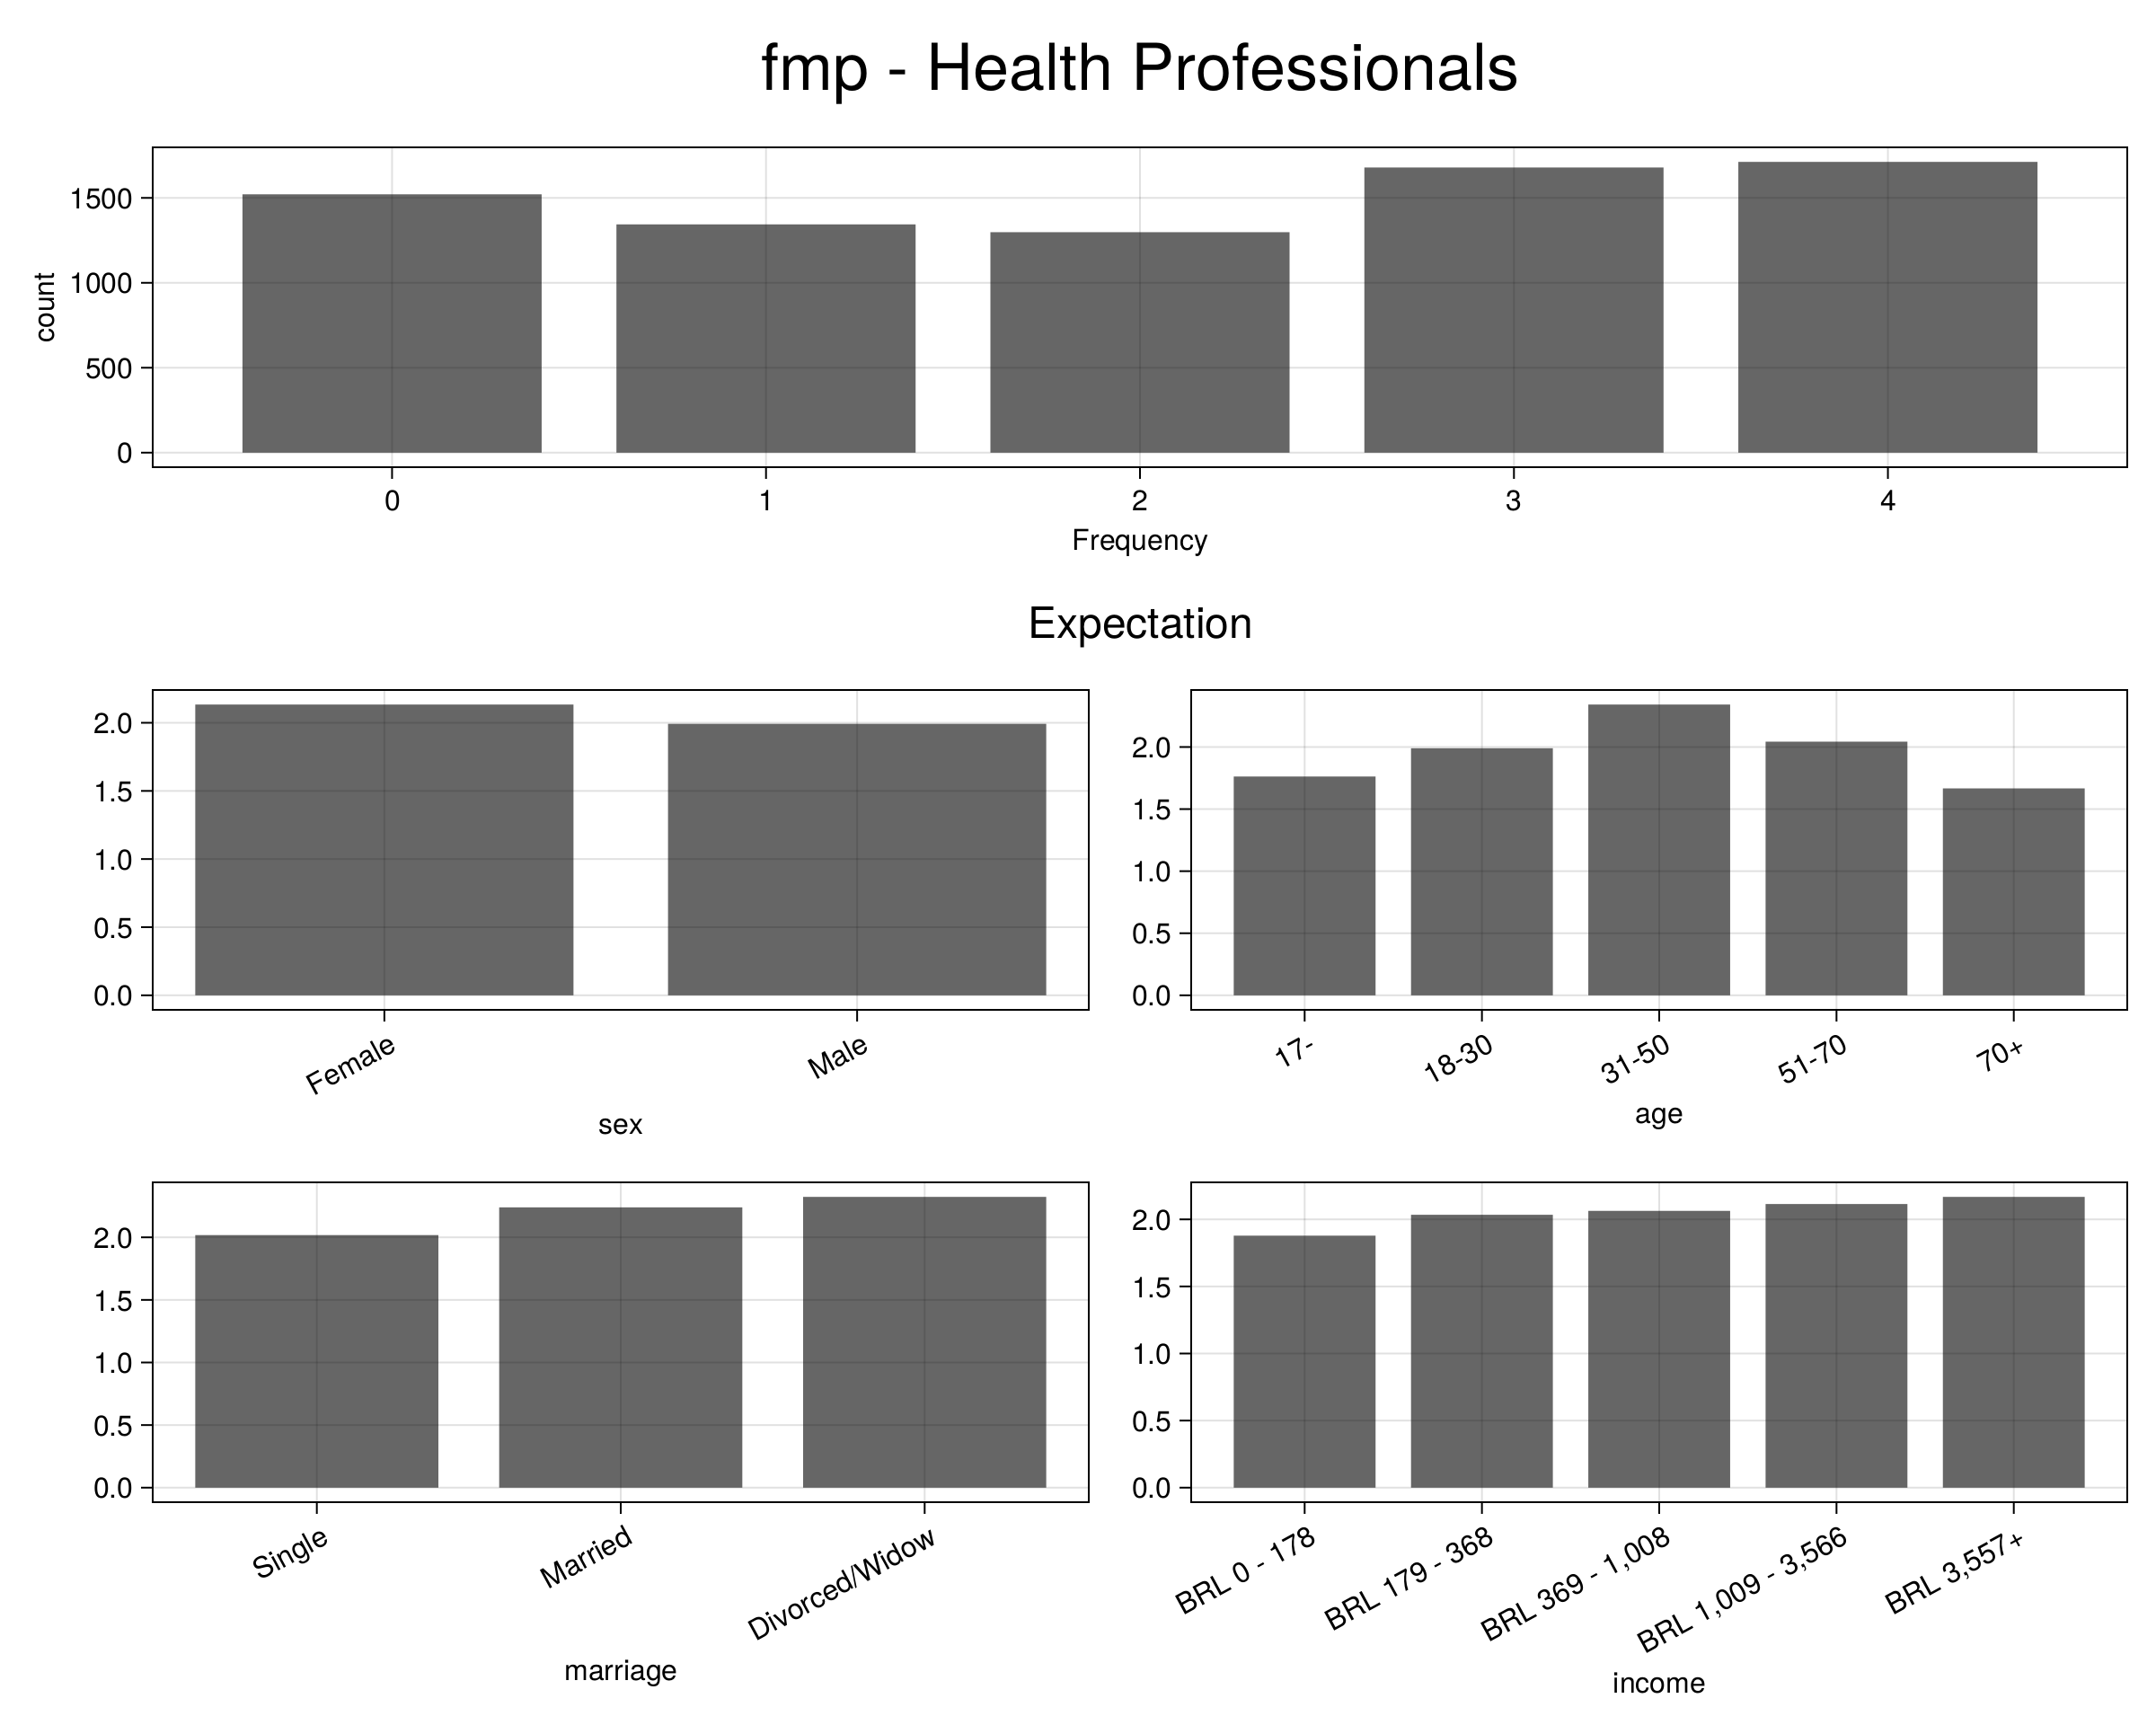 fmp - Health Professionals
1500
1000
500
0
count
0 1 2 3 4
Frequency
Expectation
2.0
1.5
1.0
0.5
0.0
Female Male
sex
2.0
1.5
1.0
0.5
0.0
17- 18-30 31-50 51-70 70+
age
2.0
1.5
1.0
0.5
0.0
Single Married Divorced/Widow
marriage
2.0
1.5
1.0
0.5
0.0
BRL 0 - 178 BRL 179 - 368 BRL 369 - 1,008 BRL 1,009 - 3,566 BRL 3,557+
income